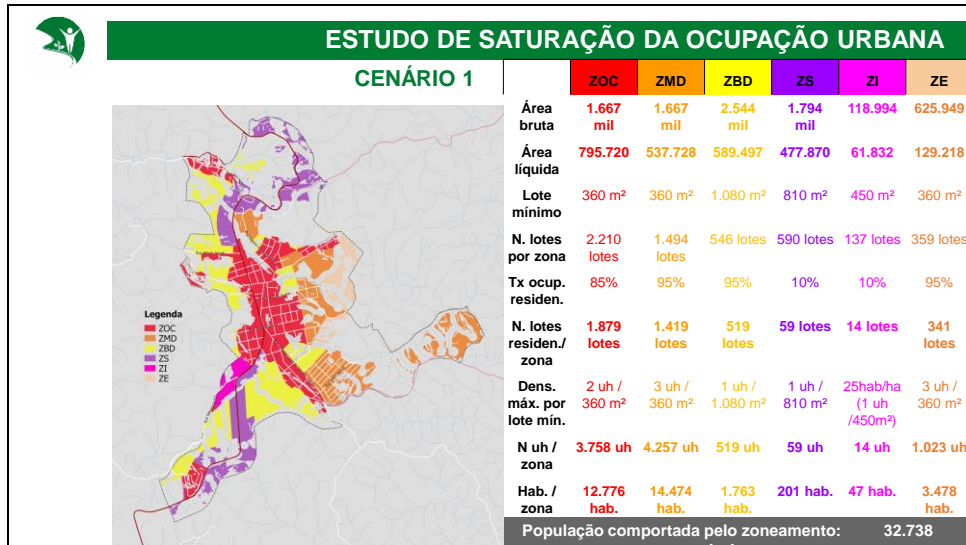 ESTUDO DE SATURAÇÃO DA OCUPAÇÃO URBANA
CENÁRIO 1
ZOC ZMD ZBD ZS ZI ZE
Área bruta 1.667 mil 1.667 mil 2.544 mil 1.794 mil 118.994 625.949
Área líquida 795.720 537.728 589.497 477.870 61.832 129.218
Lote mínimo 360 m² 360 m² 1.080 m² 810 m² 450 m² 360 m²
N. lotes por zona 2.210 lotes 1.494 lotes 546 lotes 590 lotes 137 lotes 359 lotes
Tx ocup. residen. 85% 95% 95% 10% 10% 95%
N. lotes residen./ zona 1.879 lotes 1.419 lotes 519 lotes 59 lotes 14 lotes 341 lotes
Dens. máx. por lote mín. 2 uh / 360 m² 3 uh / 360 m² 1 uh / 1.080 m² 1 uh / 810 m² 25hab/ha (1 uh /450m²) 3 uh / 360 m²
N uh / zona 3.758 uh 4.257 uh 519 uh 59 uh 14 uh 1.023 uh
Hab. / zona 12.776 hab. 14.474 hab. 1.763 hab. 201 hab. 47 hab. 3.478 hab.
População comportada pelo zoneamento: 32.738
Legenda
ZOC
ZMD
ZBD
ZS
ZI
ZE